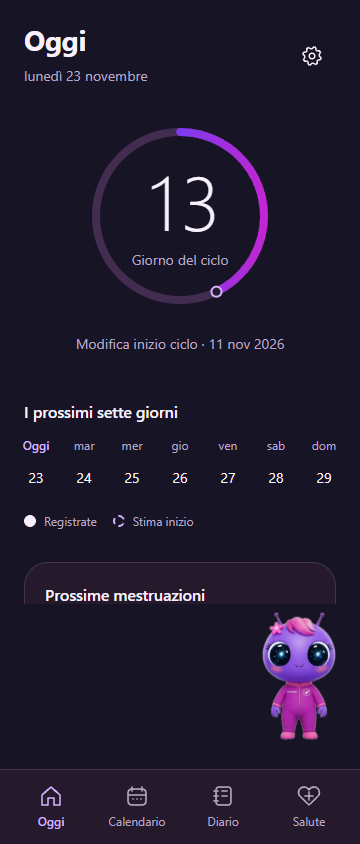 Oggi
lunedì 23 novembre
13
Giorno del ciclo
Modifica inizio ciclo · 11 nov 2026
I prossimi sette giorni
Oggi mar mer gio ven sab dom
23 24 25 26 27 28 29
Registrate Stima inizio
Prossime mestruazioni
Oggi Calendario Diario Salute